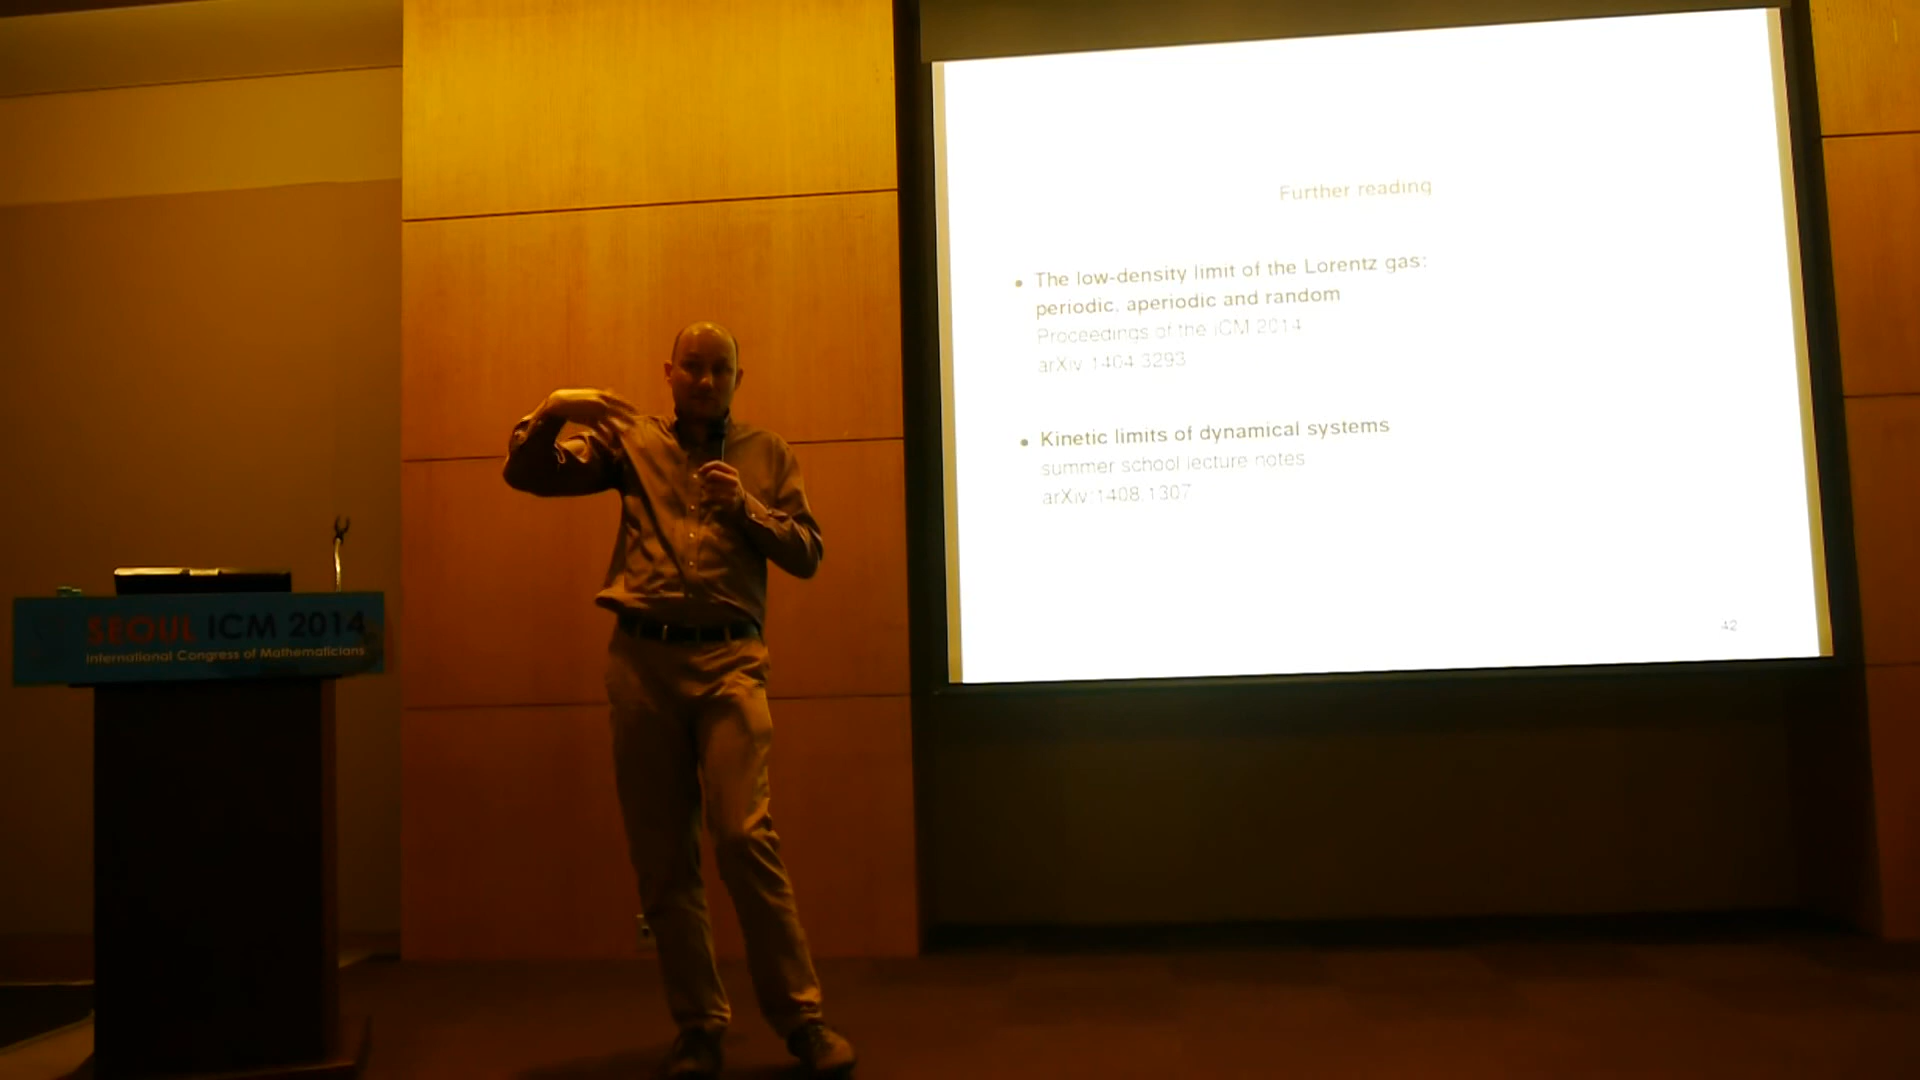 Further reading
• The low-density limit of the Lorentz gas:
periodic, aperiodic and random
Proceedings of the ICM 2014
arXiv:1404.3293
• Kinetic limits of dynamical systems
summer school lecture notes
arXiv:1408.1307
42
SEOUL ICM 2014
International Congress of Mathematicians